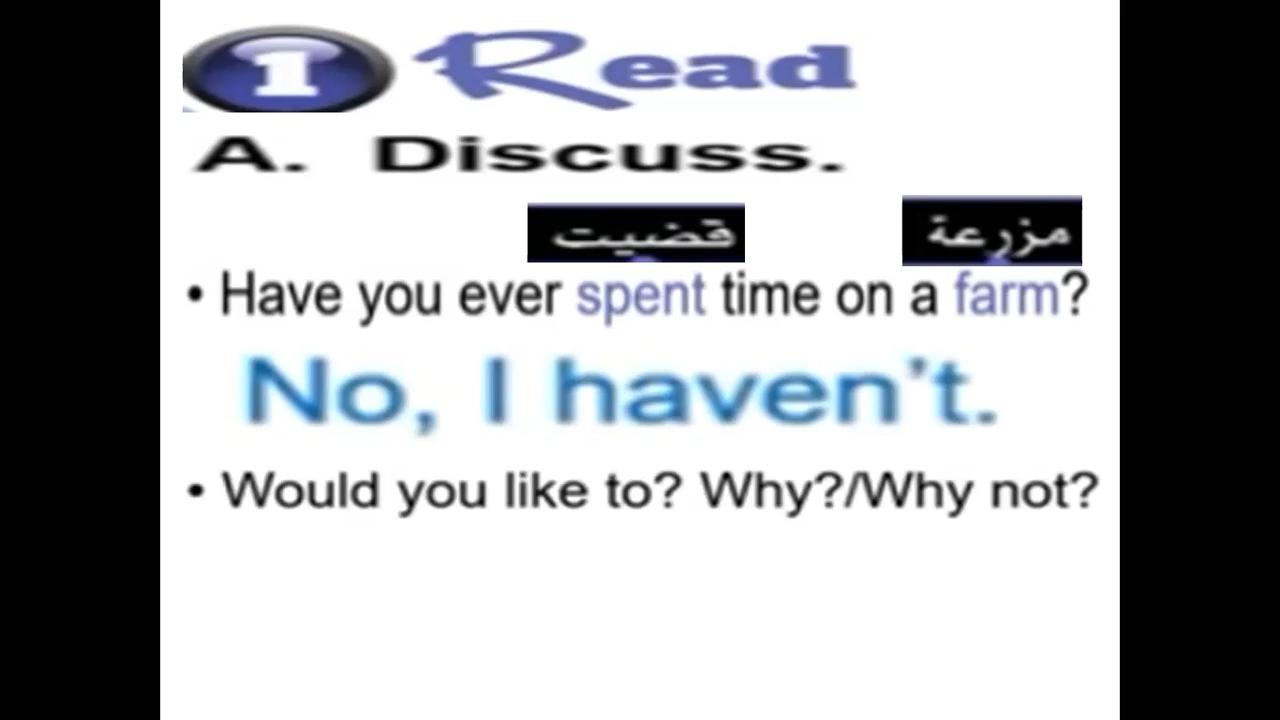 1 Read
A. Discuss.
قضيت مزرعة
• Have you ever spent time on a farm?
No, I haven't.
• Would you like to? Why?/Why not?